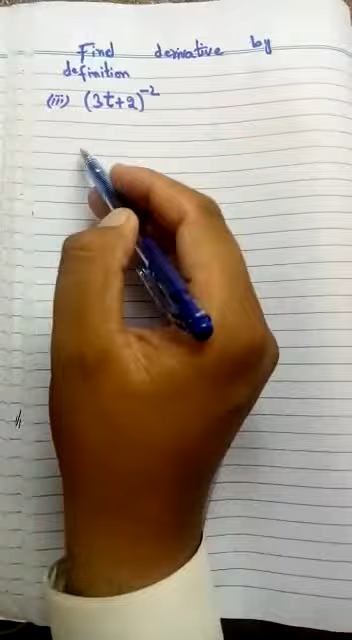 Find derivative by
definition
(iii) (3t+2)⁻²